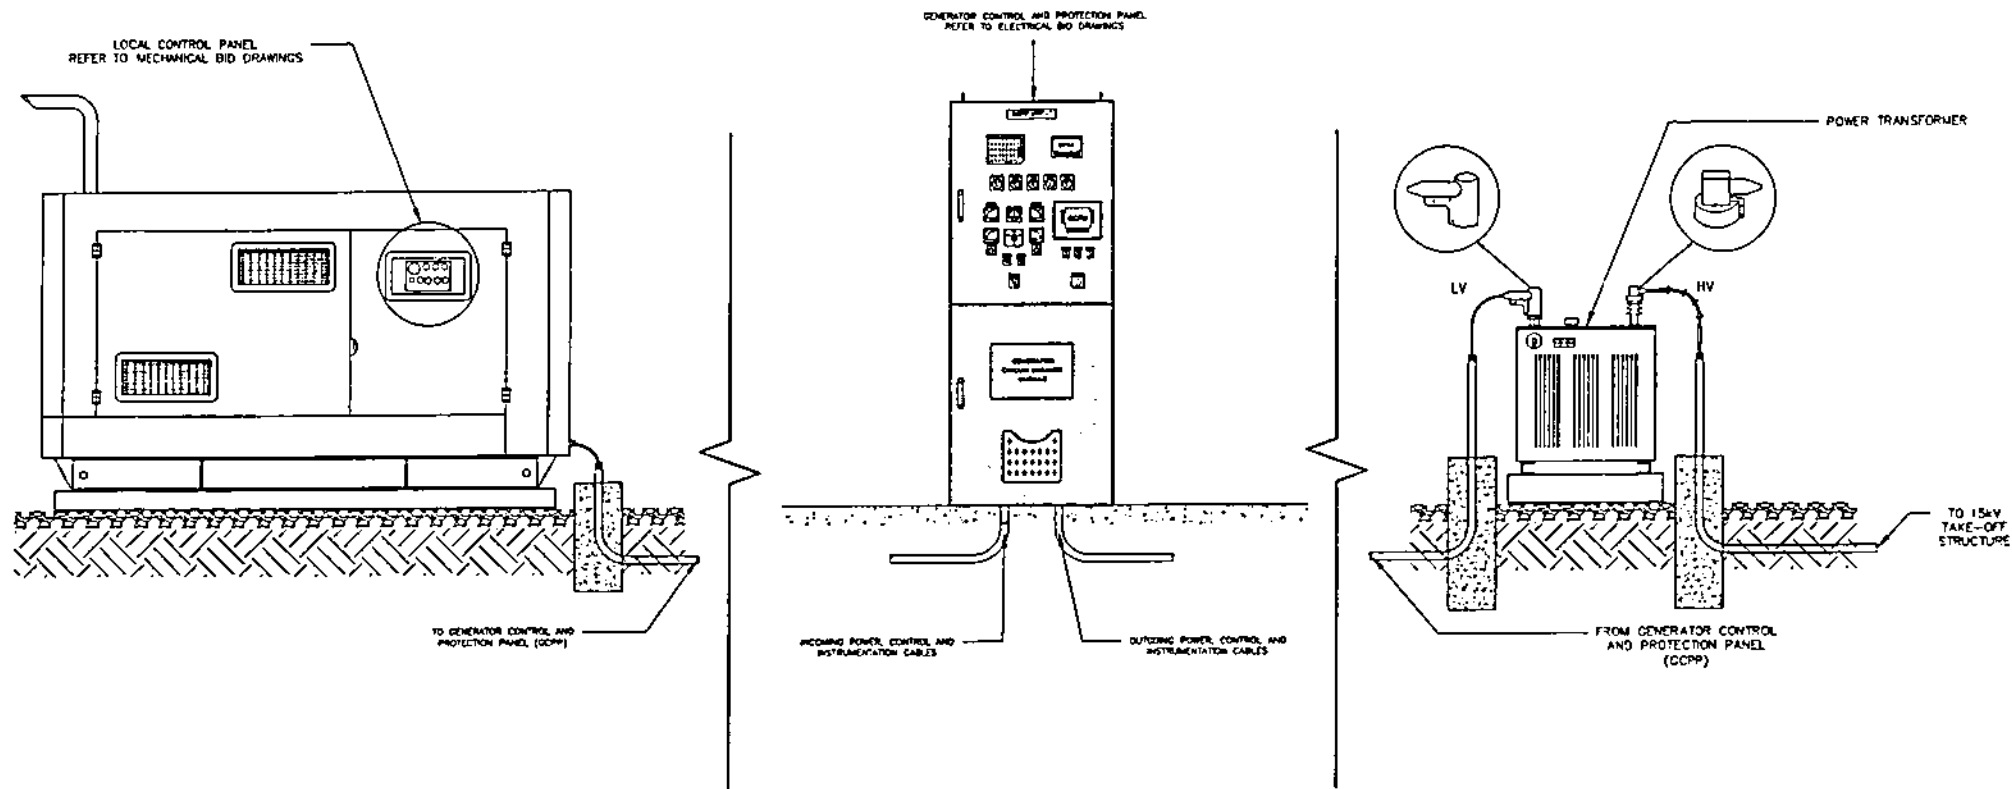 LOCAL CONTROL PANEL
REFER TO MECHANICAL BID DRAWINGS
GENERATOR CONTROL AND PROTECTION PANEL
REFER TO ELECTRICAL BID DRAWINGS
POWER TRANSFORMER
LV
HV
GENERATOR
TO 15kV
TAKE-OFF
STRUCTURE
TO GENERATOR CONTROL AND
PROTECTION PANEL (GCPP)
INCOMING POWER, CONTROL AND
INSTRUMENTATION CABLES
OUTGOING POWER, CONTROL AND
INSTRUMENTATION CABLES
FROM GENERATOR CONTROL
AND PROTECTION PANEL
(GCPP)